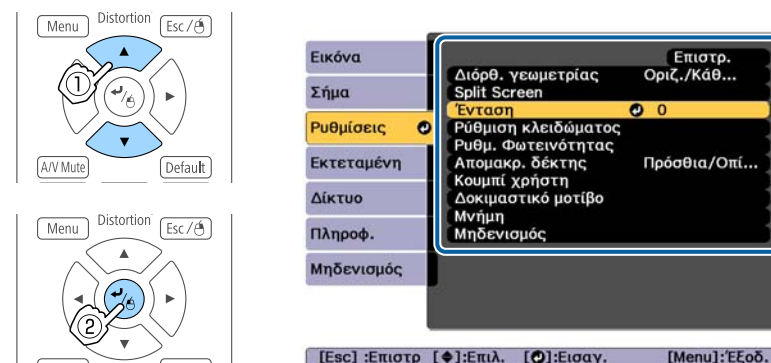 Menu
Distortion
Esc/
1
A/V Mute
Default
Menu
Distortion
Esc/
2
Εικόνα
Σήμα
Ρυθμίσεις
Εκτεταμένη
Δίκτυο
Πληροφ.
Μηδενισμός
Επιστρ.
Διόρθ. γεωμετρίας Οριζ./Κάθ...
Split Screen
Ένταση 0
Ρύθμιση κλειδώματος
Ρυθμ. Φωτεινότητας
Απομακρ. δέκτης Πρόσθια/Οπί...
Κουμπί χρήστη
Δοκιμαστικό μοτίβο
Μνήμη
Μηδενισμός
[Esc] :Επιστρ [◆]:Επιλ. [↵]:Εισαγ. [Menu]:Έξοδ.